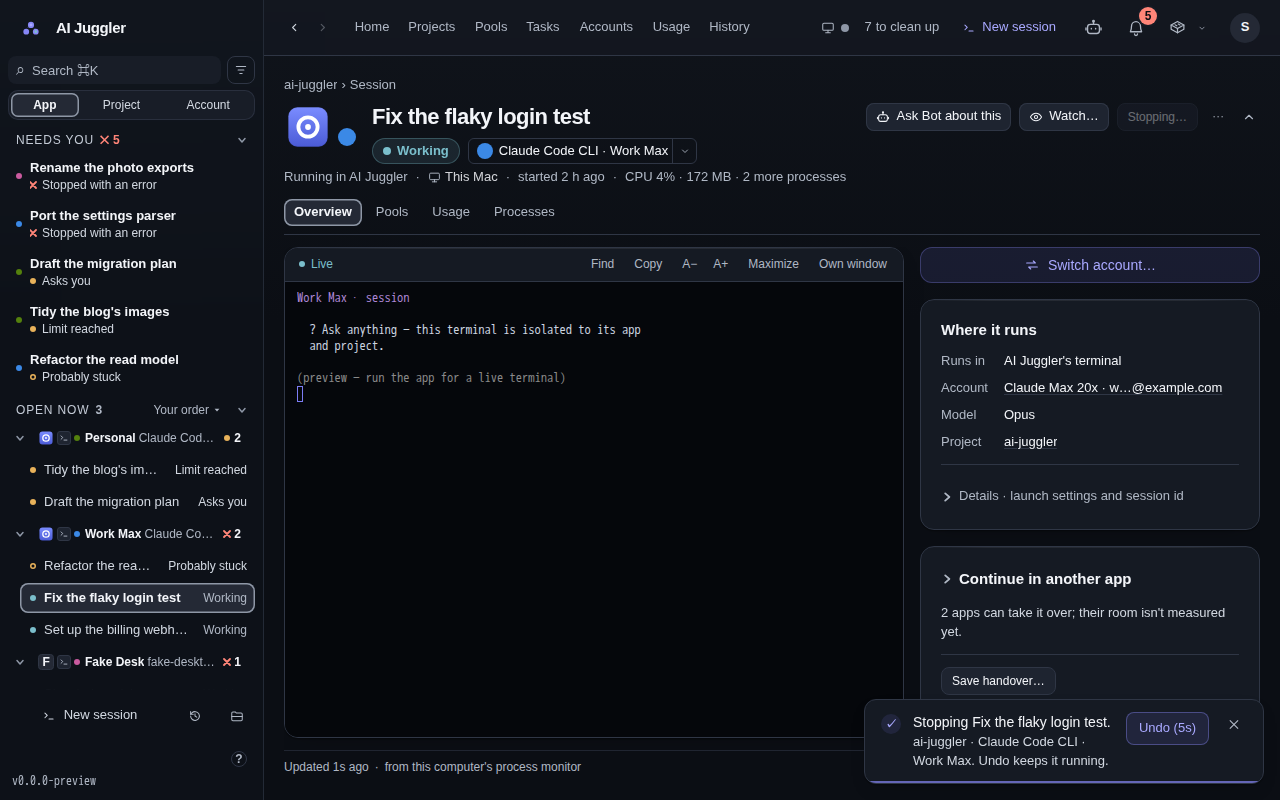 AI Juggler
Search ⌘K
App Project Account
NEEDS YOU 5
Rename the photo exports
Stopped with an error
Port the settings parser
Stopped with an error
Draft the migration plan
Asks you
Tidy the blog's images
Limit reached
Refactor the read model
Probably stuck
OPEN NOW 3 Your order
Personal Claude Cod… 2
Tidy the blog's im… Limit reached
Draft the migration plan Asks you
Work Max Claude Co… 2
Refactor the rea… Probably stuck
Fix the flaky login test Working
Set up the billing webh… Working
F Fake Desk fake-deskt… 1
New session
?
v0.0.0-preview
Home Projects Pools Tasks Accounts Usage History 7 to clean up New session 5 S
ai-juggler › Session
Fix the flaky login test
Ask Bot about this Watch… Stopping… ⋯
Working Claude Code CLI · Work Max
Running in AI Juggler · This Mac · started 2 h ago · CPU 4% · 172 MB · 2 more processes
Overview Pools Usage Processes
Live Find Copy A− A+ Maximize Own window
Work Max · session
? Ask anything — this terminal is isolated to its app
and project.
(preview — run the app for a live terminal)
Updated 1s ago · from this computer's process monitor
Switch account…
Where it runs
Runs in AI Juggler's terminal
Account Claude Max 20x · w…@example.com
Model Opus
Project ai-juggler
Details · launch settings and session id
Continue in another app
2 apps can take it over; their room isn't measured
yet.
Save handover…
Stopping Fix the flaky login test.
ai-juggler · Claude Code CLI ·
Work Max. Undo keeps it running.
Undo (5s)